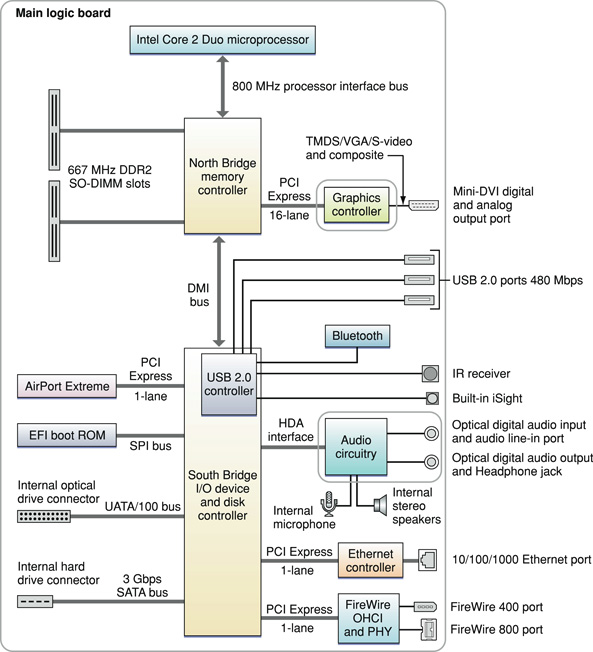 Main logic board
Intel Core 2 Duo microprocessor
800 MHz processor interface bus
667 MHz DDR2
SO-DIMM slots
North Bridge
memory
controller
TMDS/VGA/S-video
and composite
PCI
Express
16-lane
Graphics
controller
Mini-DVI digital
and analog
output port
DMI
bus
USB 2.0 ports 480 Mbps
Bluetooth
USB 2.0
controller
IR receiver
Built-in iSight
AirPort Extreme
PCI
Express
1-lane
EFI boot ROM
SPI bus
HDA
interface
Audio
circuitry
Optical digital audio input
and audio line-in port
Optical digital audio output
and Headphone jack
Internal
microphone
Internal
stereo
speakers
South Bridge
I/O device
and disk
controller
Internal optical
drive connector
UATA/100 bus
PCI Express
1-lane
Ethernet
controller
10/100/1000 Ethernet port
Internal hard
drive connector
3 Gbps
SATA bus
PCI Express
1-lane
FireWire
OHCI
and PHY
FireWire 400 port
FireWire 800 port